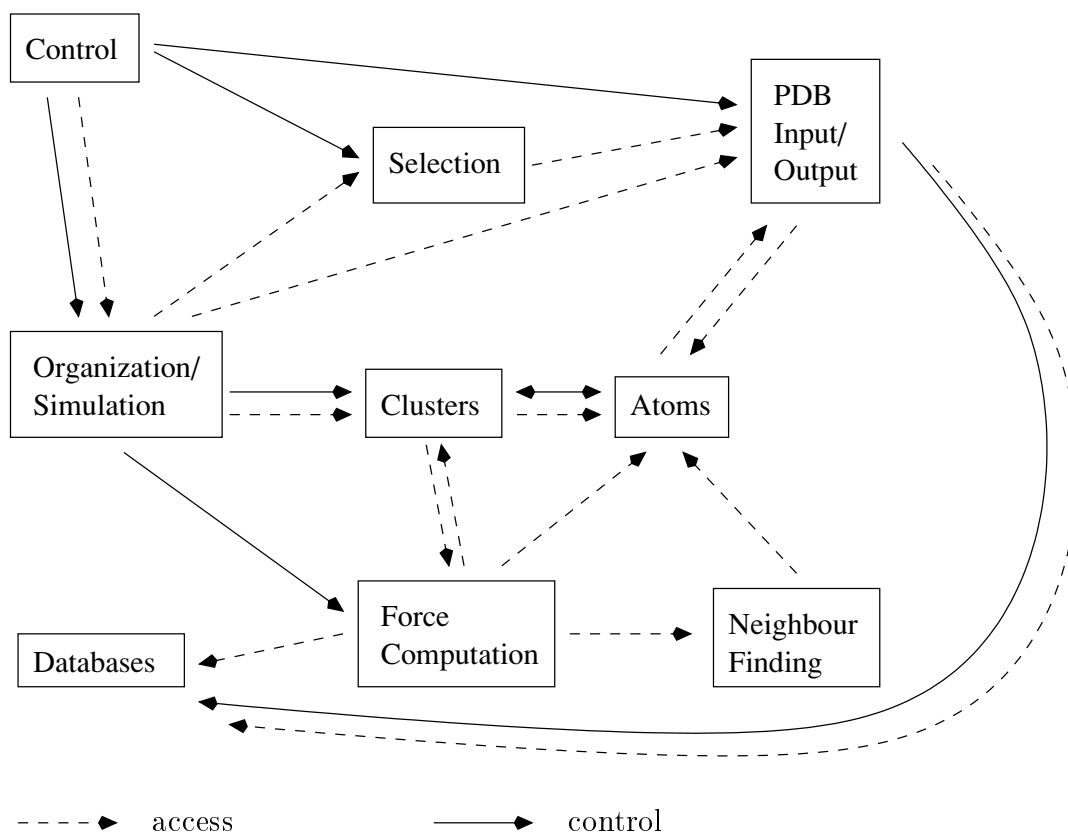 Control
PDB
Input/
Output
Selection
Organization/
Simulation
Clusters
Atoms
Force
Computation
Neighbour
Finding
Databases
access
control